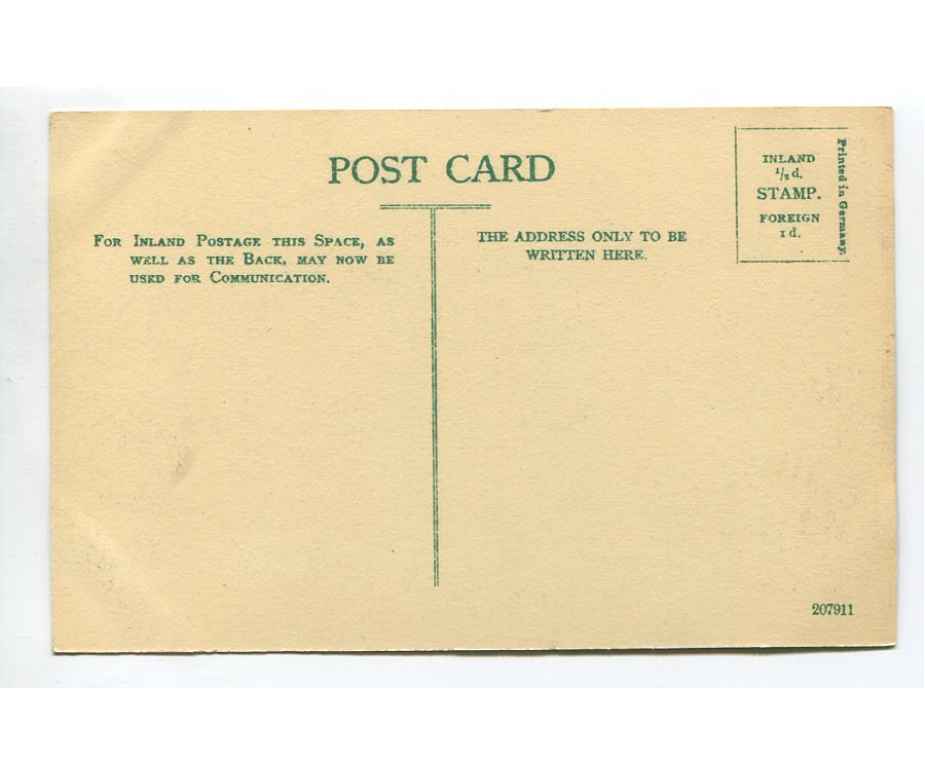 POST CARD
FOR INLAND POSTAGE THIS SPACE, AS
WELL AS THE BACK, MAY NOW BE
USED FOR COMMUNICATION.
THE ADDRESS ONLY TO BE
WRITTEN HERE.
INLAND
½d.
STAMP.
FOREIGN
1d.
Printed in Germany.
207911